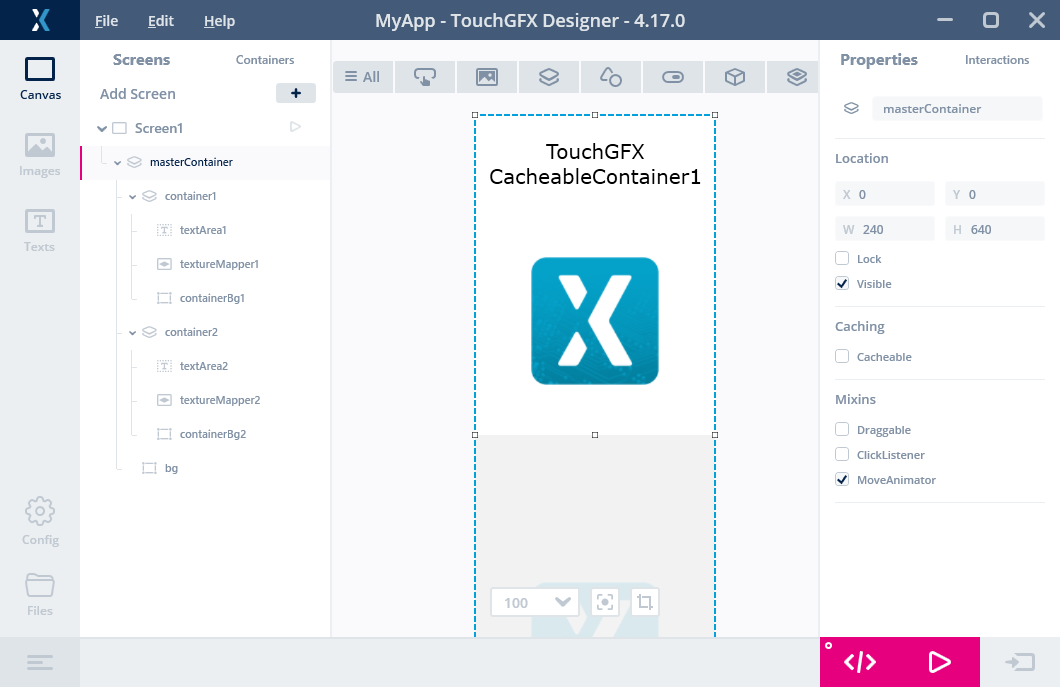 File Edit Help MyApp - TouchGFX Designer - 4.17.0
Canvas
Images
Texts
Config
Files
Screens Containers
Add Screen +
Screen1
masterContainer
container1
textArea1
textureMapper1
containerBg1
container2
textArea2
textureMapper2
containerBg2
bg
All
TouchGFX
CacheableContainer1
100
Properties Interactions
masterContainer
Location
X 0 Y 0
W 240 H 640
Lock
Visible
Caching
Cacheable
Mixins
Draggable
ClickListener
MoveAnimator